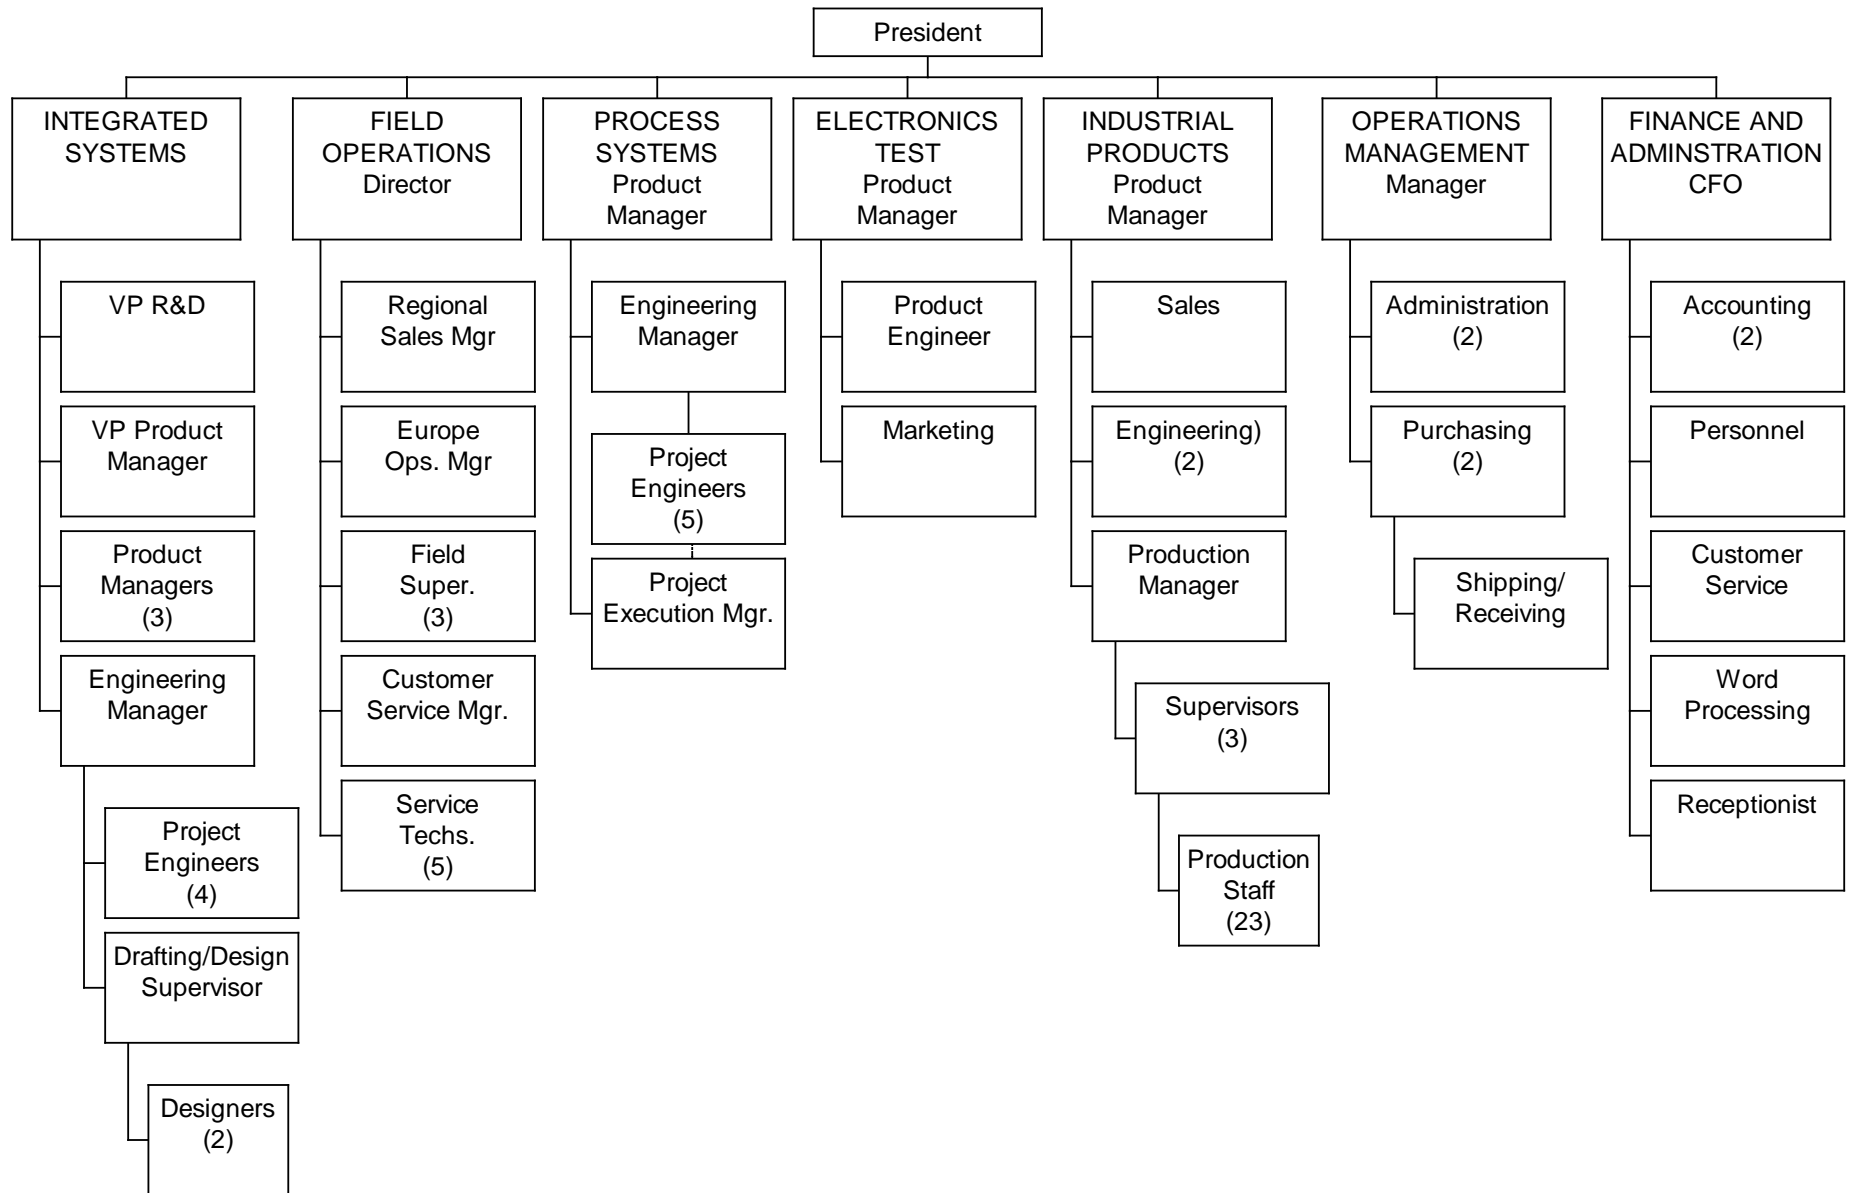 President
INTEGRATED
SYSTEMS
FIELD
OPERATIONS
Director
PROCESS
SYSTEMS
Product
Manager
ELECTRONICS
TEST
Product
Manager
INDUSTRIAL
PRODUCTS
Product
Manager
OPERATIONS
MANAGEMENT
Manager
FINANCE AND
ADMINSTRATION
CFO
VP R&D
VP Product
Manager
Product
Managers
(3)
Engineering
Manager
Project
Engineers
(4)
Drafting/Design
Supervisor
Designers
(2)
Regional
Sales Mgr
Europe
Ops. Mgr
Field
Super.
(3)
Customer
Service Mgr.
Service
Techs.
(5)
Engineering
Manager
Project
Engineers
(5)
Project
Execution Mgr.
Product
Engineer
Marketing
Sales
Engineering)
(2)
Production
Manager
Supervisors
(3)
Production
Staff
(23)
Administration
(2)
Purchasing
(2)
Shipping/
Receiving
Accounting
(2)
Personnel
Customer
Service
Word
Processing
Receptionist